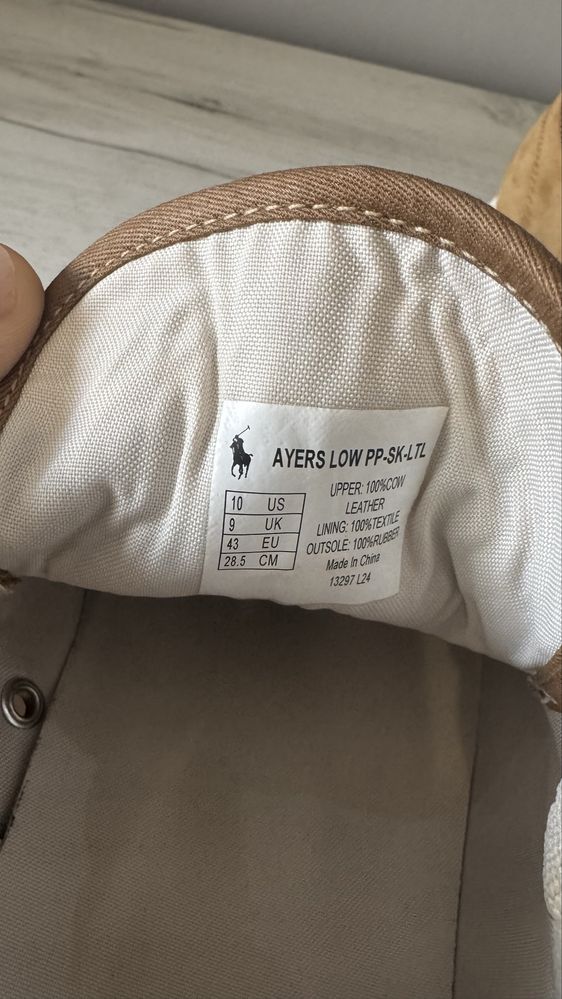 AYERS LOW PP-SK-LTL
10 US
9 UK
43 EU
28.5 CM
UPPER: 100%COW
LEATHER
LINING: 100%TEXTILE
OUTSOLE: 100%RUBBER
Made In China
13297 L24